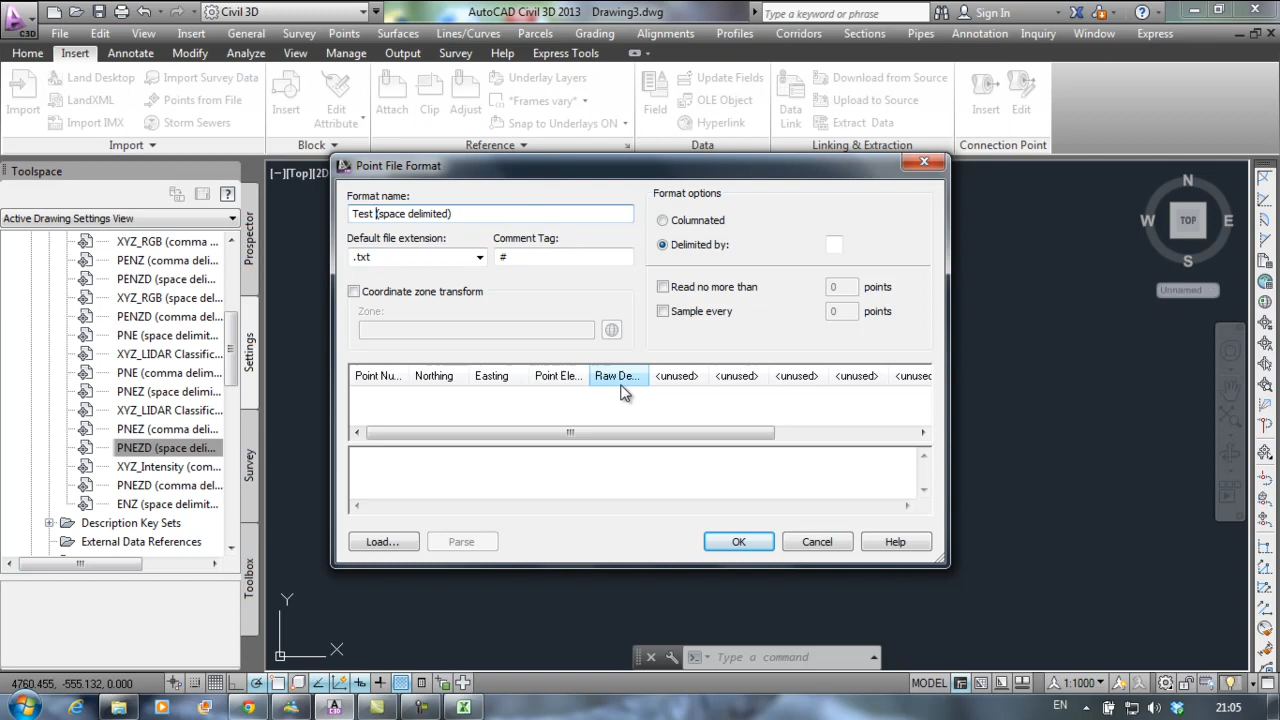 Civil 3D
AutoCAD Civil 3D 2013 Drawing3.dwg
Type a keyword or phrase
Sign In
C3D
File Edit View Insert General Survey Points Surfaces Lines/Curves Parcels Grading Alignments Profiles Corridors Sections Pipes Annotation Inquiry Window Express
Home Insert Annotate Modify Analyze View Manage Output Survey Help Express Tools
Land Desktop Import Survey Data Underlay Layers Update Fields Download from Source
LandXML Points from File *Frames vary* OLE Object Upload to Source
Import Insert Edit Attach Clip Adjust Field Data Insert Edit
Import IMX Storm Sewers Attribute Snap to Underlays ON Hyperlink Link Extract Data
Import Block Reference Data Linking & Extraction Connection Point
Toolspace
Active Drawing Settings View
XYZ_RGB (comma
PENZ (comma deli...
PENZD (space deli...
XYZ_RGB (space del...
PENZD (comma del...
PNE (space delimit...
XYZ_LIDAR Classific...
PNE (comma delim...
PNEZ (space delimi...
XYZ_LIDAR Classific...
PNEZ (comma deli...
PNEZD (space deli...
XYZ_Intensity (com...
PNEZD (comma del...
ENZ (space delimit...
Description Key Sets
External Data References
Prospector
Settings
Survey
Toolbox
[-][Top][2D
Point File Format
Format name:
Test (space delimited)
Default file extension: Comment Tag:
.txt #
Coordinate zone transform
Zone:
Format options
Columnated
Delimited by:
Read no more than 0 points
Sample every 0 points
Point Nu... Northing Easting Point Ele... Raw De... <unused> <unused> <unused> <unused> <unused
Load... Parse OK Cancel Help
N
W TOP E
S
Unnamed
Y
X
Type a command
4760.455, -555.132, 0.000
MODEL
1:1000
EN
21:05